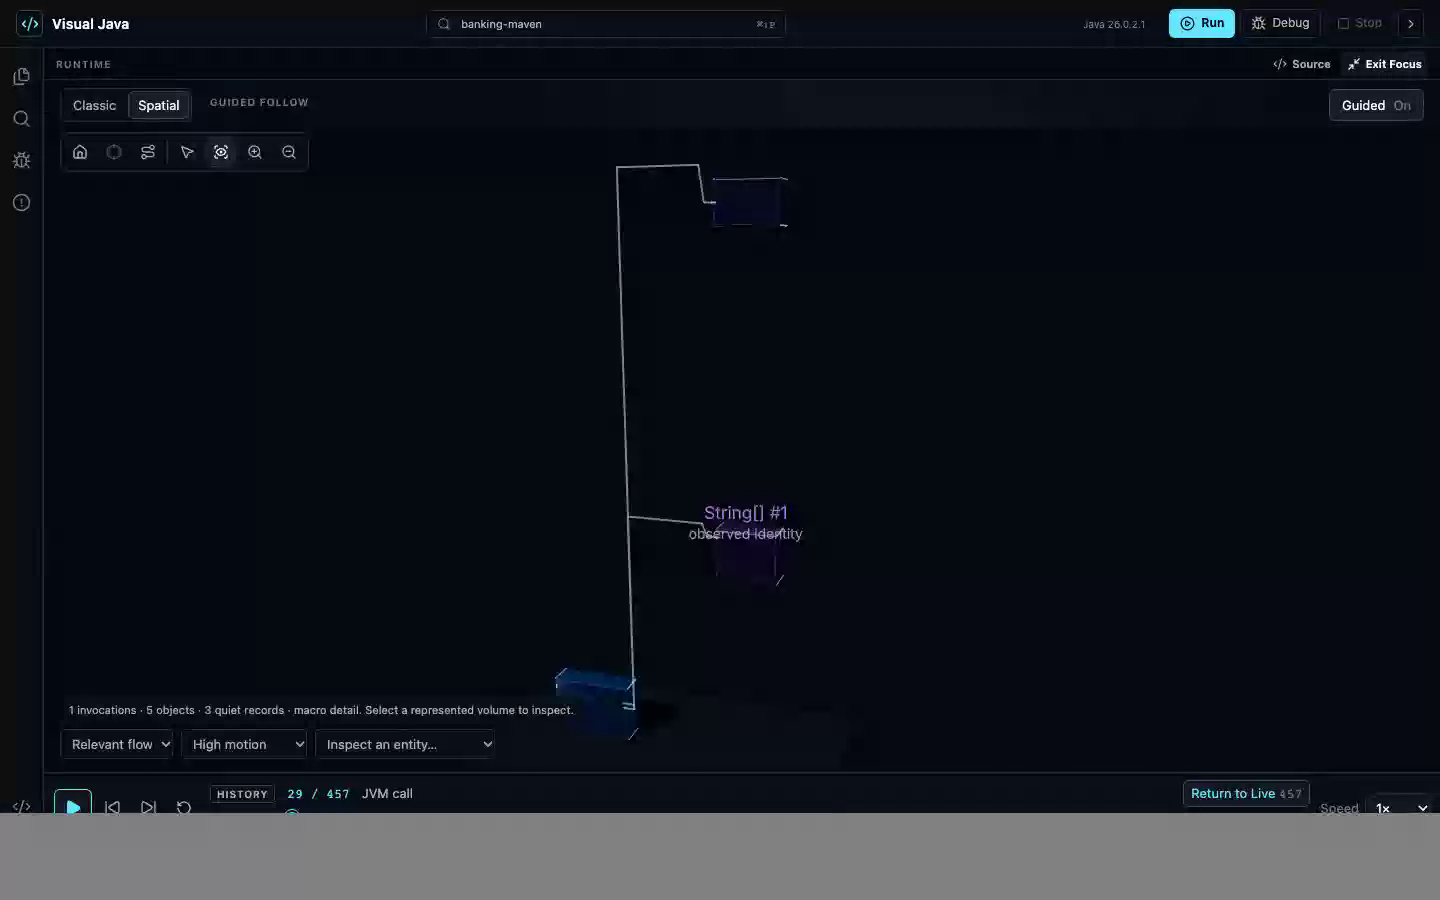 Visual Java
banking-maven
Java 26.0.2.1
Run
Debug
Stop
RUNTIME
Source
Exit Focus
Classic
Spatial
GUIDED FOLLOW
Guided On
String[] #1
observed identity
1 invocations · 5 objects · 3 quiet records · macro detail. Select a represented volume to inspect.
Relevant flow
High motion
Inspect an entity...
HISTORY
29 / 457
JVM call
Return to Live 457
Speed
1×